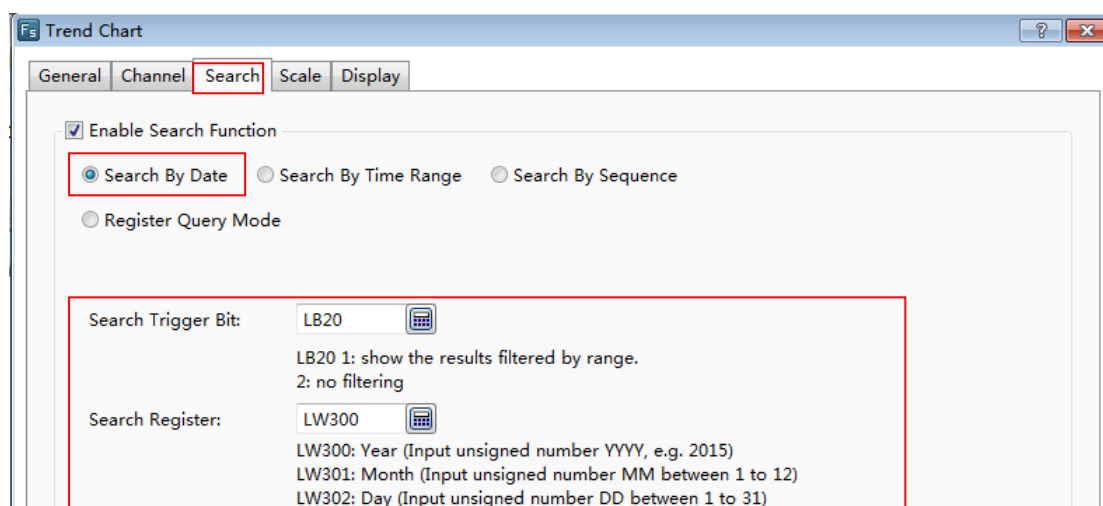 Fs Trend Chart
General Channel Search Scale Display
Enable Search Function
Search By Date Search By Time Range Search By Sequence
Register Query Mode
Search Trigger Bit: LB20
LB20 1: show the results filtered by range.
2: no filtering
Search Register: LW300
LW300: Year (Input unsigned number YYYY, e.g. 2015)
LW301: Month (Input unsigned number MM between 1 to 12)
LW302: Day (Input unsigned number DD between 1 to 31)